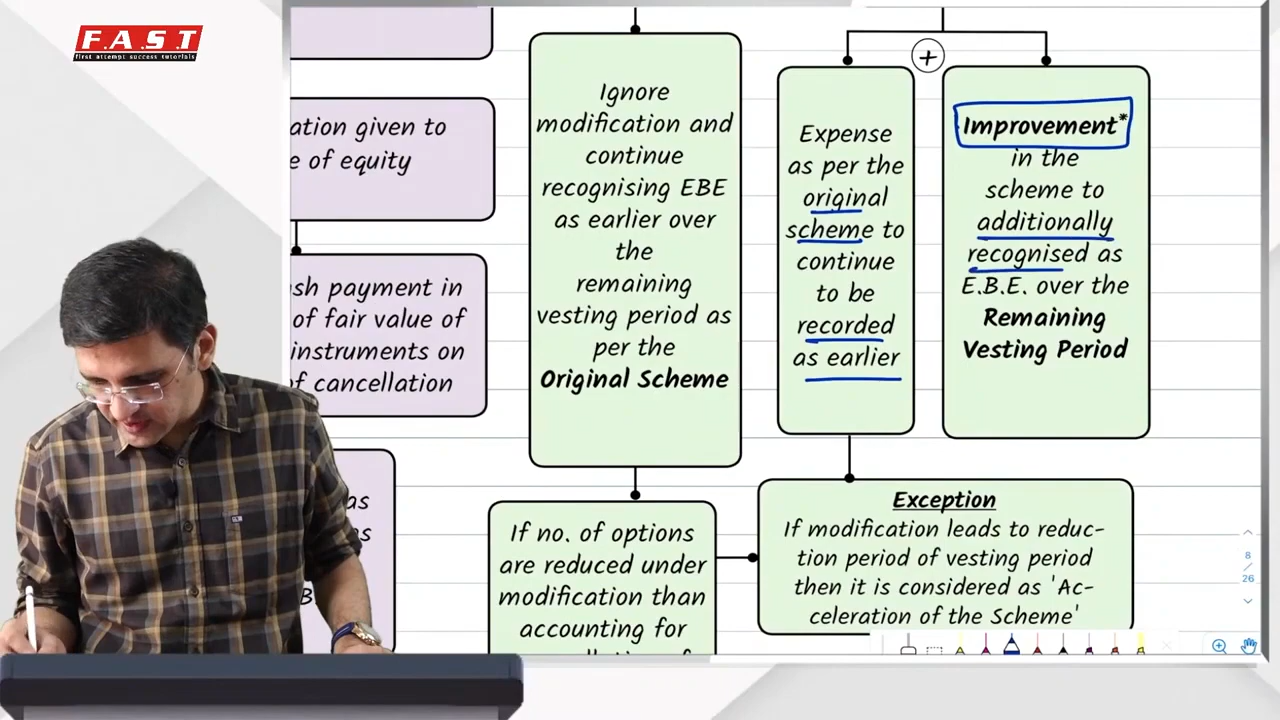 F.A.S.T
first attempt success tutorials
ation given to
e of equity
sh payment in
of fair value of
instruments on
of cancellation
as
Ignore
modification and
continue
recognising EBE
as earlier over
the
remaining
vesting period as
per the
Original Scheme
If no. of options
are reduced under
modification than
accounting for
+
Expense
as per the
original
scheme to
continue
to be
recorded
as earlier
Improvement*
in the
scheme to
additionally
recognised as
E.B.E. over the
Remaining
Vesting Period
Exception
If modification leads to reduc-
tion period of vesting period
then it is considered as 'Ac-
celeration of the Scheme'
8
/
26